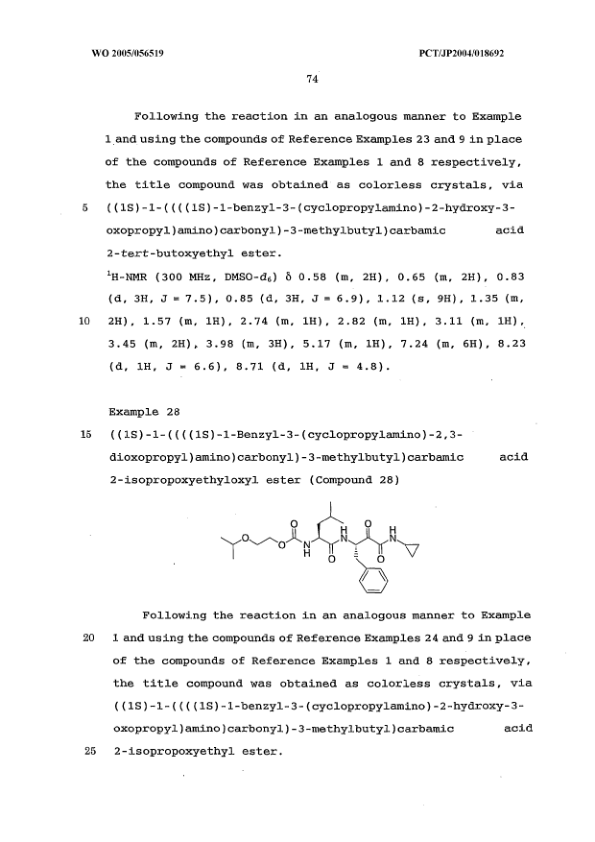 WO 2005/056519 PCT/JP2004/018692
74
Following the reaction in an analogous manner to Example
1 and using the compounds of Reference Examples 23 and 9 in place
of the compounds of Reference Examples 1 and 8 respectively,
the title compound was obtained as colorless crystals, via
5 ((1S)-1-((((1S)-1-benzyl-3-(cyclopropylamino)-2-hydroxy-3-
oxopropyl)amino)carbonyl)-3-methylbutyl)carbamic acid
2-tert-butoxyethyl ester.
¹H-NMR (300 MHz, DMSO-d₆) δ 0.58 (m, 2H), 0.65 (m, 2H), 0.83
(d, 3H, J = 7.5), 0.85 (d, 3H, J = 6.9), 1.12 (s, 9H), 1.35 (m,
10 2H), 1.57 (m, 1H), 2.74 (m, 1H), 2.82 (m, 1H), 3.11 (m, 1H),
3.45 (m, 2H), 3.98 (m, 3H), 5.17 (m, 1H), 7.24 (m, 6H), 8.23
(d, 1H, J = 6.6), 8.71 (d, 1H, J = 4.8).
Example 28
15 ((1S)-1-((((1S)-1-Benzyl-3-(cyclopropylamino)-2,3-
dioxopropyl)amino)carbonyl)-3-methylbutyl)carbamic acid
2-isopropoxyethyloxyl ester (Compound 28)
O O H
O H N N
O N O
H O O
Following the reaction in an analogous manner to Example
20 1 and using the compounds of Reference Examples 24 and 9 in place
of the compounds of Reference Examples 1 and 8 respectively,
the title compound was obtained as colorless crystals, via
((1S)-1-((((1S)-1-benzyl-3-(cyclopropylamino)-2-hydroxy-3-
oxopropyl)amino)carbonyl)-3-methylbutyl)carbamic acid
25 2-isopropoxyethyl ester.